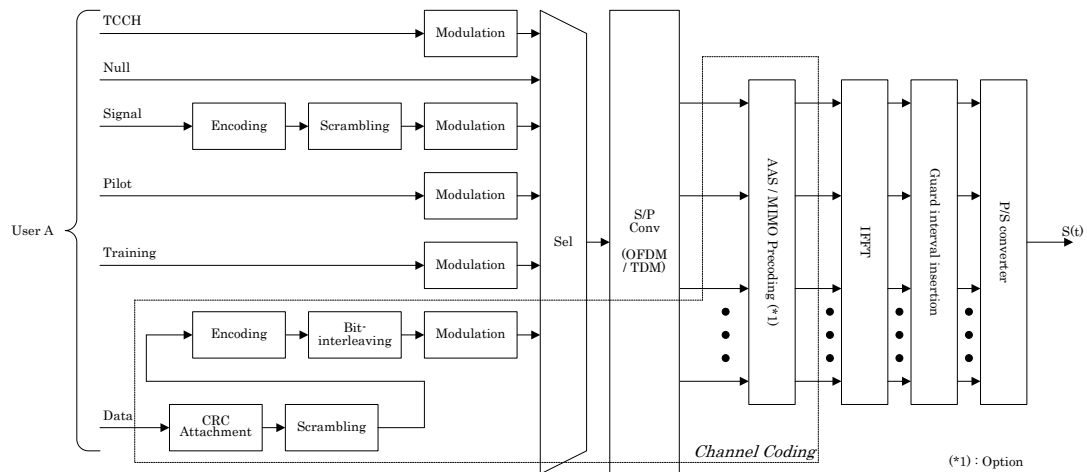 TCCH
Modulation
Null
Signal
Encoding
Scrambling
Modulation
Pilot
Modulation
User A
Training
Modulation
Encoding
Bit-
interleaving
Modulation
Data
CRC
Attachment
Scrambling
Sel
S/P
Conv
(OFDM
/ TDM)
AAS / MIMO Precoding (*1)
IFFT
Guard interval insertion
P/S converter
S(t)
Channel Coding
(*1) : Option